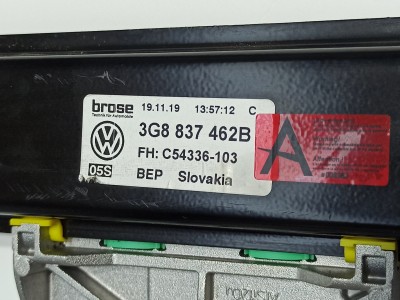 brose 19.11.19 13:57:12 C
Technik für Automobile
3G8 837 462B
FH: C54336-103
05S BEP Slovakia
A